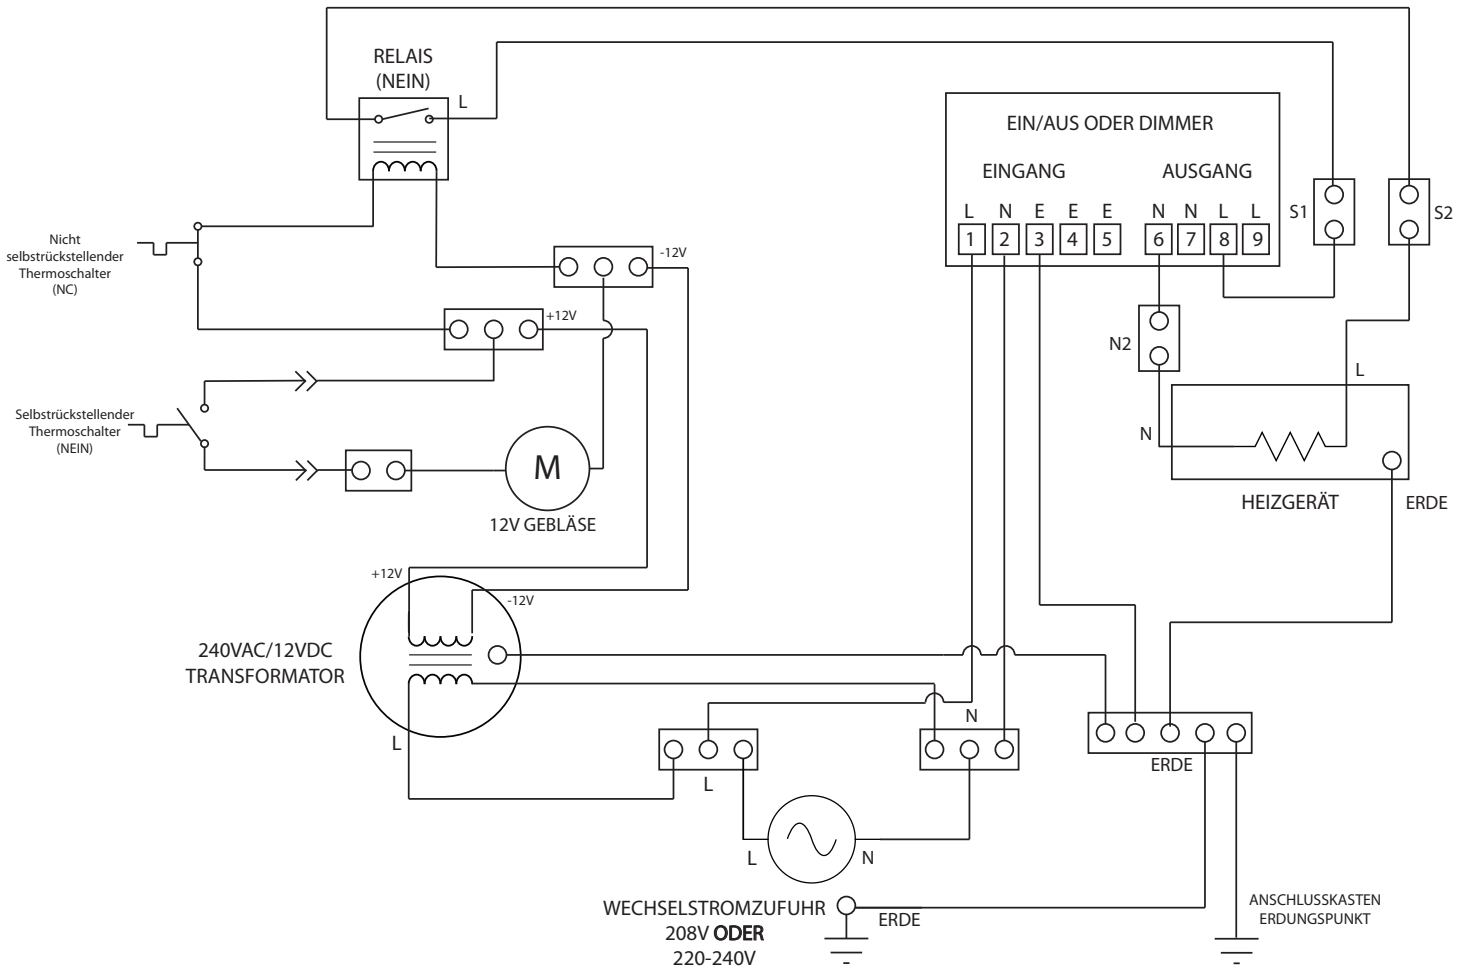 RELAIS
(NEIN)
L
EIN/AUS ODER DIMMER
EINGANG
AUSGANG
L N E E E N N L L
1 2 3 4 5 6 7 8 9
S1
S2
Nicht
selbstrückstellender
Thermoschalter
(NC)
-12V
+12V
N2
L
N
Selbstrückstellender
Thermoschalter
(NEIN)
M
12V GEBLÄSE
HEIZGERÄT
ERDE
+12V
-12V
240VAC/12VDC
TRANSFORMATOR
L
N
L
ERDE
L
N
WECHSELSTROMZUFUHR
208V ODER
220-240V
ERDE
ANSCHLUSSKASTEN
ERDUNGSPUNKT